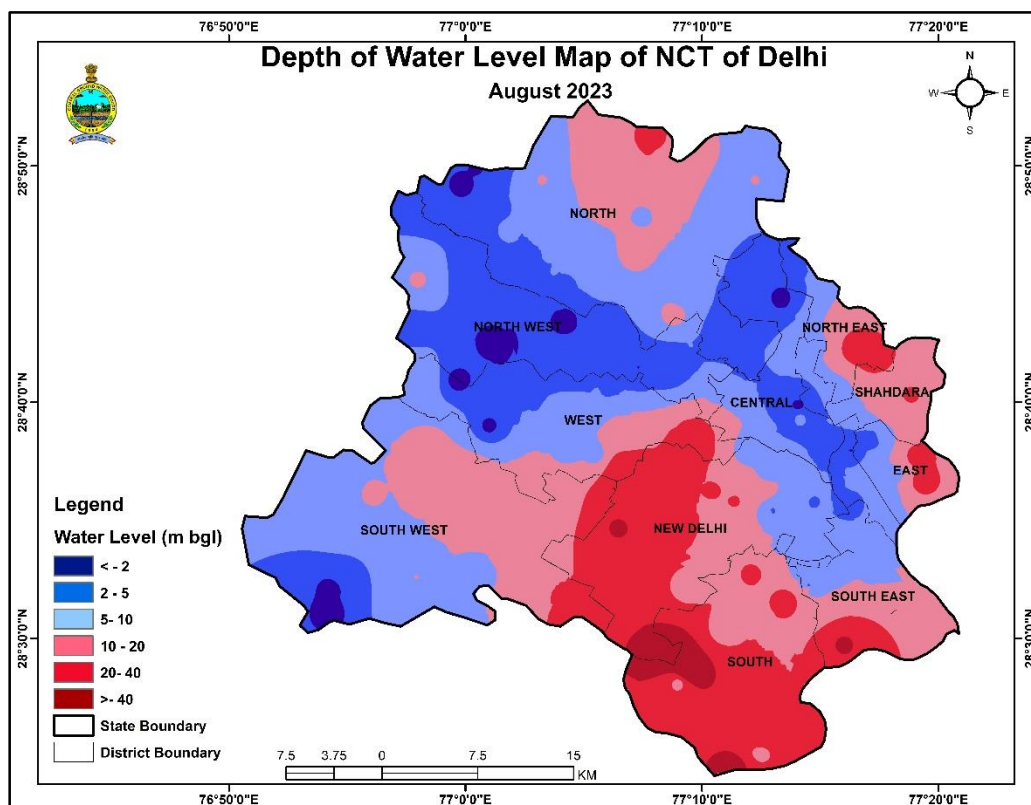 76°50'0"E
77°0'0"E
77°10'0"E
77°20'0"E
Depth of Water Level Map of NCT of Delhi
August 2023
N
W
E
S
28°50'0"N
28°50'0"N
NORTH
NORTH WEST
NORTH EAST
SHAHDARA
28°40'0"N
28°40'0"N
CENTRAL
WEST
EAST
SOUTH WEST
NEW DELHI
SOUTH EAST
28°30'0"N
28°30'0"N
SOUTH
Legend
Water Level (m bgl)
< - 2
2 - 5
5 - 10
10 - 20
20- 40
>- 40
State Boundary
District Boundary
7.5 3.75 0 7.5 15
KM
76°50'0"E
77°0'0"E
77°10'0"E
77°20'0"E